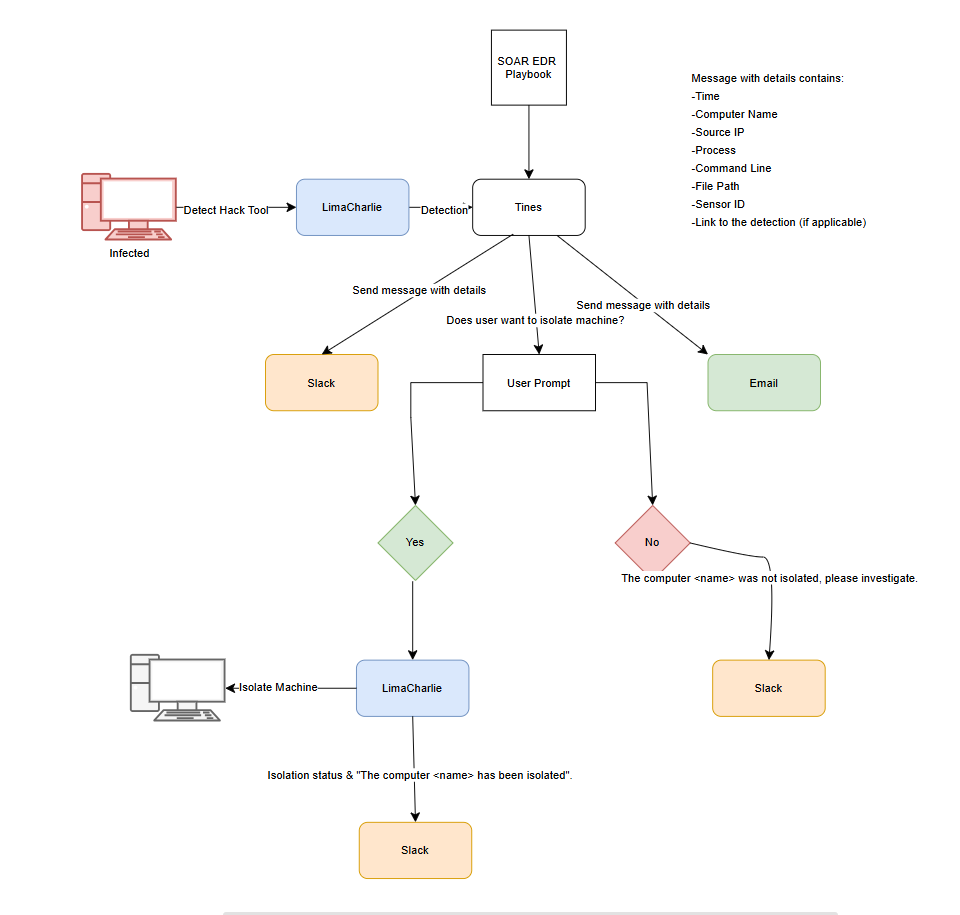 SOAR EDR
Playbook
Message with details contains:
-Time
-Computer Name
-Source IP
-Process
-Command Line
-File Path
-Sensor ID
-Link to the detection (if applicable)
Infected
Detect Hack Tool
LimaCharlie
Detection
Tines
Send message with details
Does user want to isolate machine?
Send message with details
Slack
User Prompt
Email
Yes
No
The computer <name> was not isolated, please investigate.
Isolate Machine
LimaCharlie
Slack
Isolation status & "The computer <name> has been isolated".
Slack